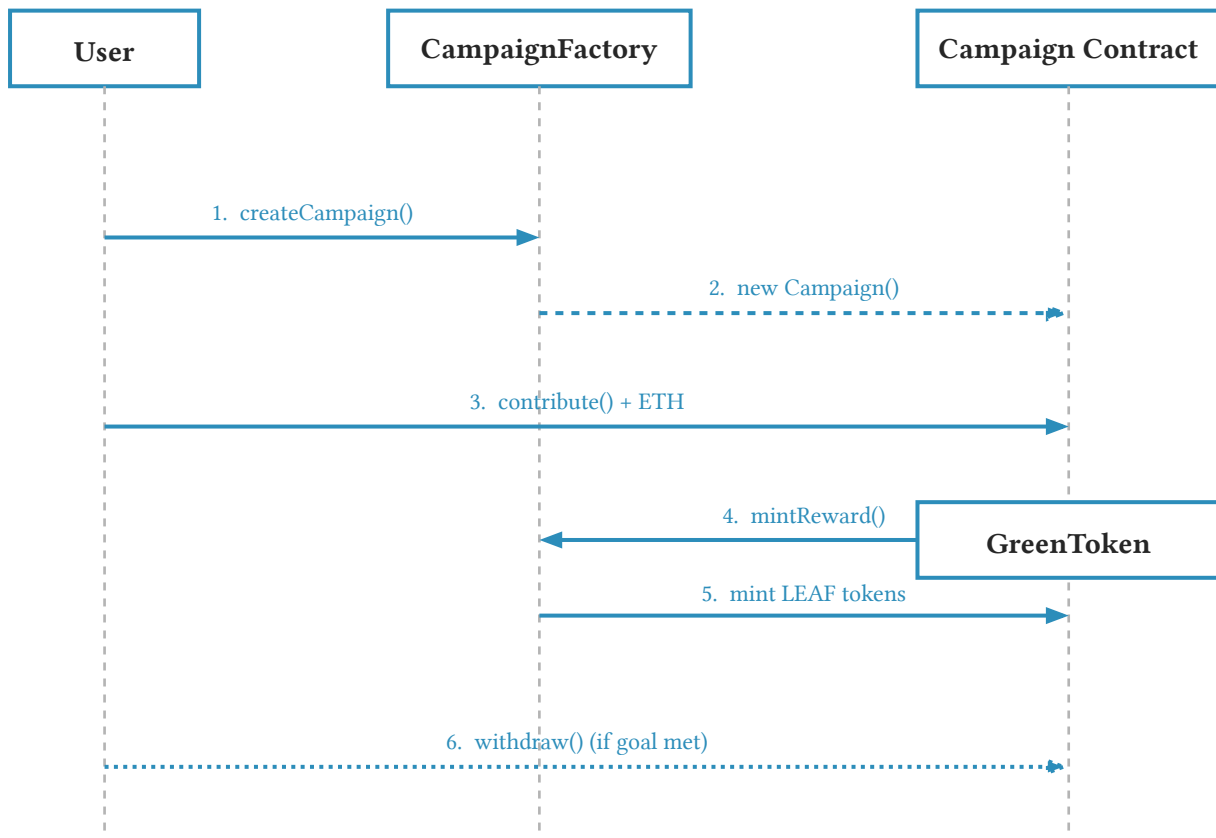 User
CampaignFactory
Campaign Contract
1. createCampaign()
2. new Campaign()
3. contribute() + ETH
4. mintReward()
GreenToken
5. mint LEAF tokens
6. withdraw() (if goal met)